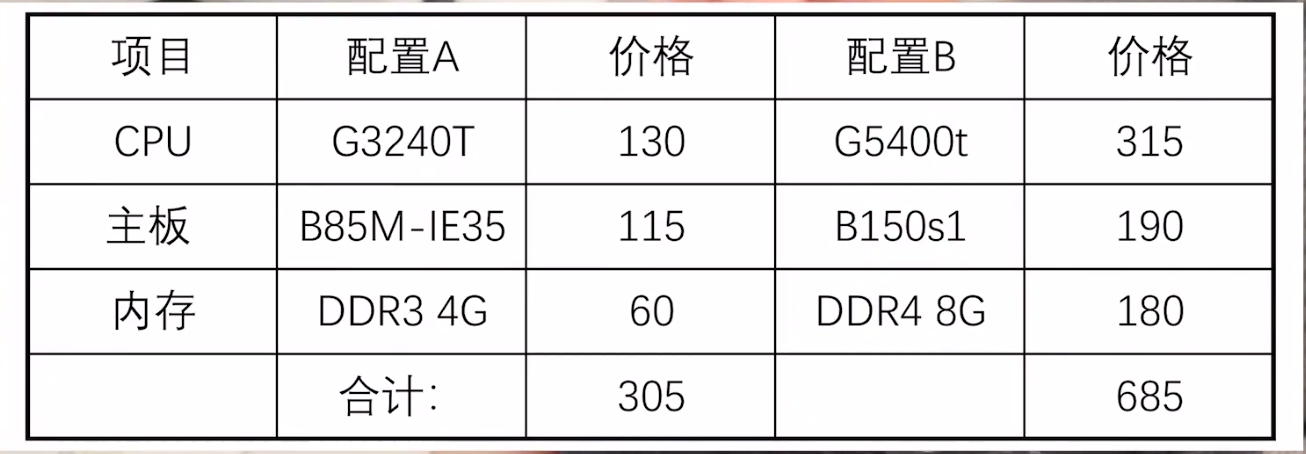 项目 配置A 价格 配置B 价格
CPU G3240T 130 G5400t 315
主板 B85M-IE35 115 B150s1 190
内存 DDR3 4G 60 DDR4 8G 180
合计: 305 685